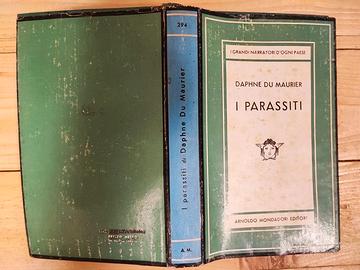 294
I parassiti di Daphne Du Maurier
A. M.
I GRANDI NARRATORI D'OGNI PAESE
DAPHNE DU MAURIER
I PARASSITI
ARNOLDO MONDADORI EDITORE